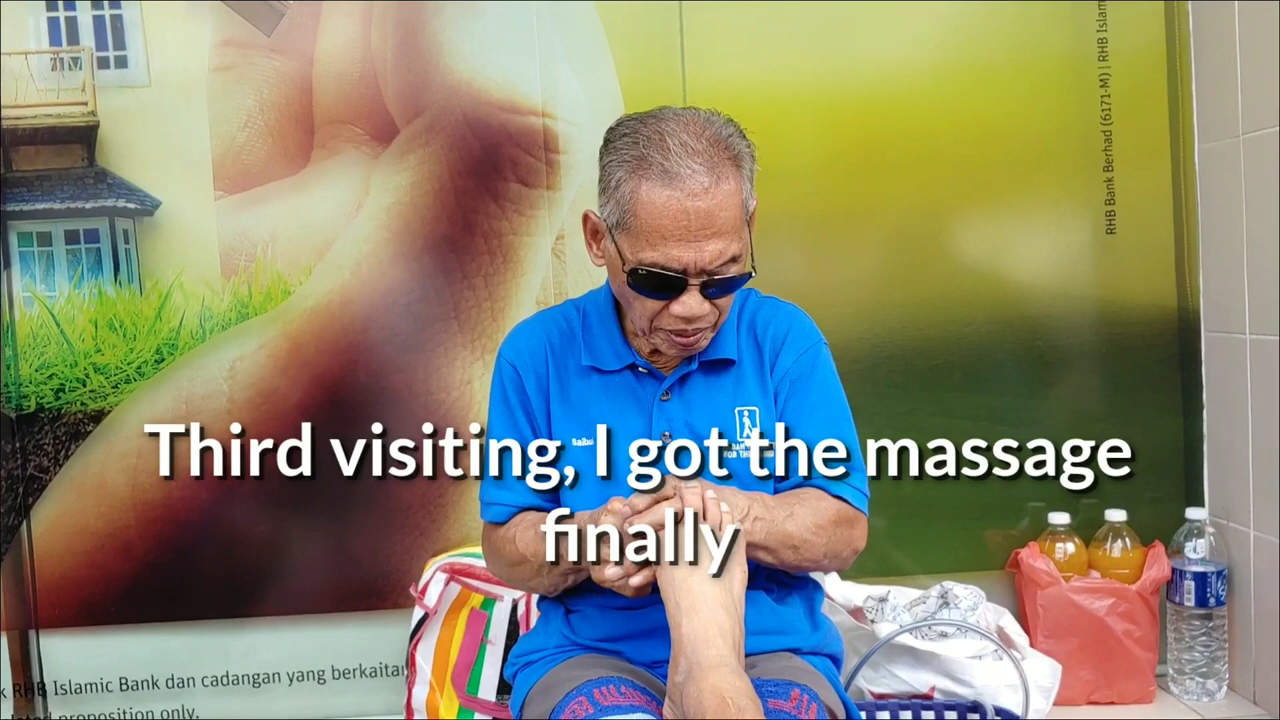 RHB Bank Berhad (6171-M) | RHB Islam
Third visiting, I got the massage
finally
k RHB Islamic Bank dan cadangan yang berkaitan
proposition only.